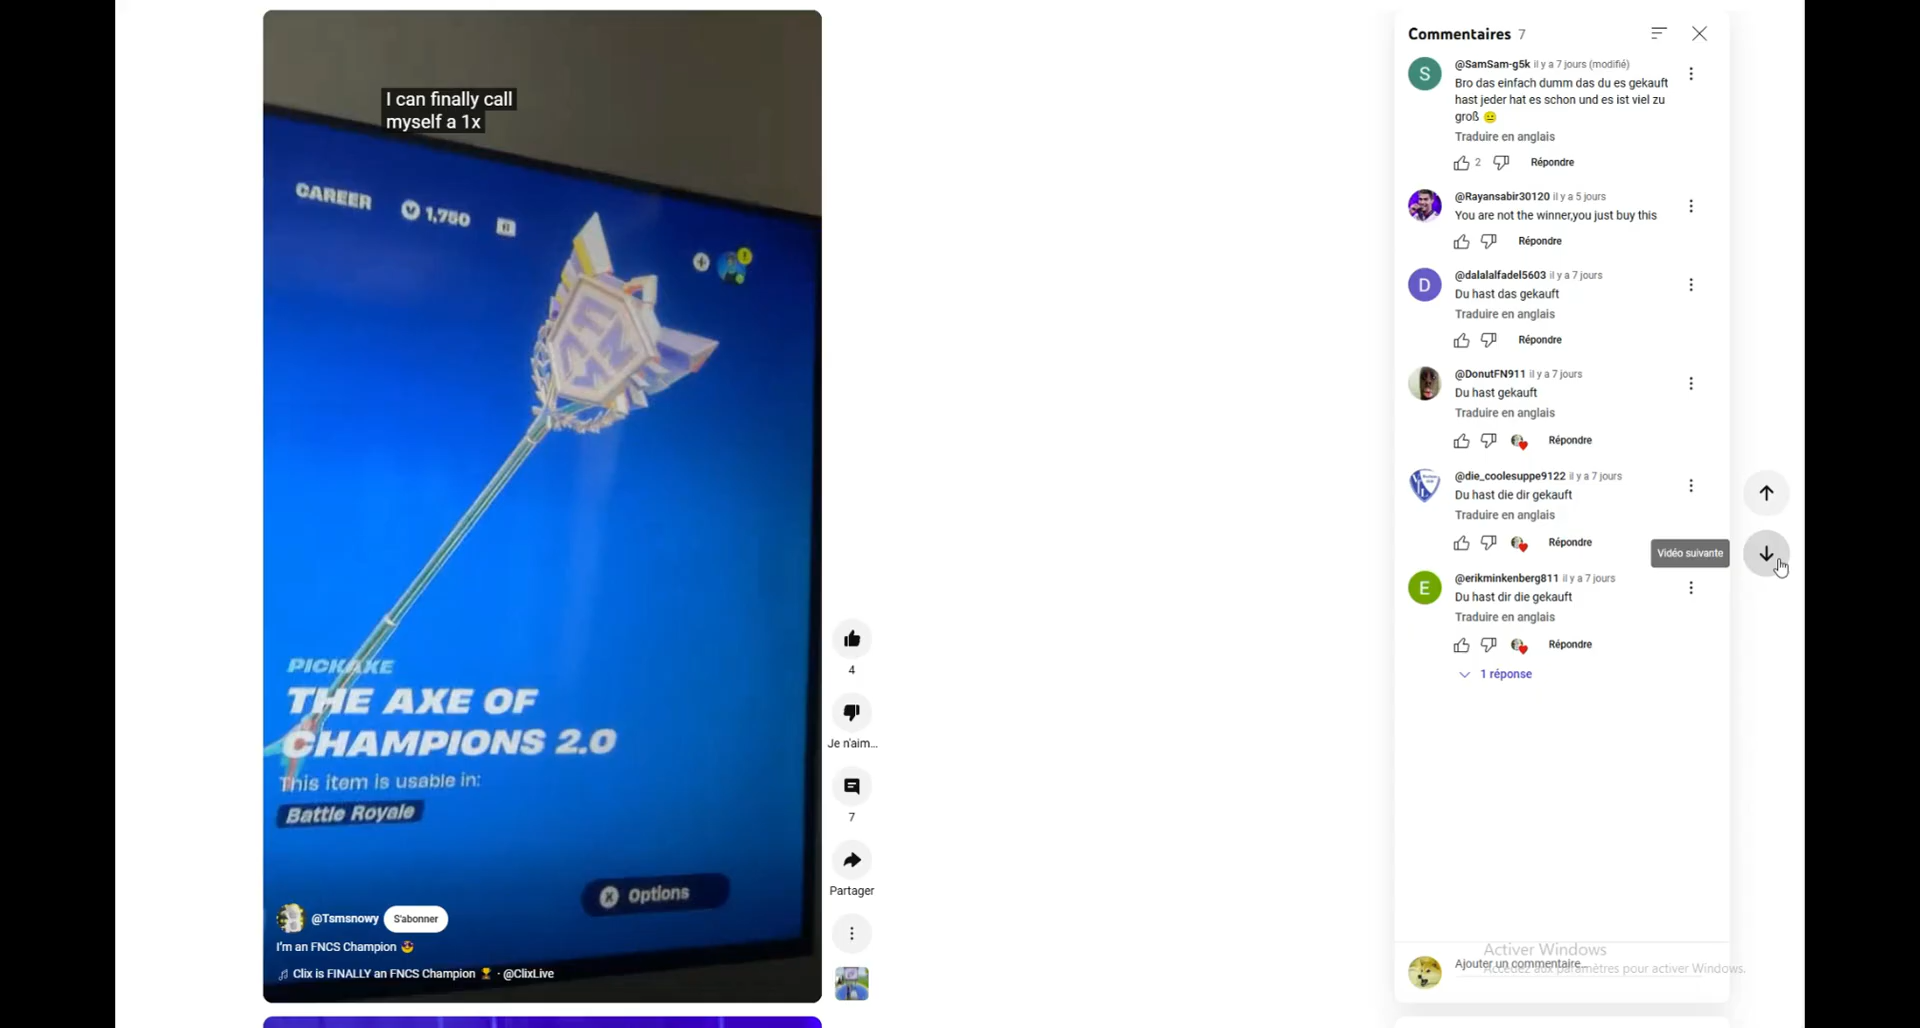 I can finally call
myself a 1x
CAREER
1,750
PICKAXE
THE AXE OF
CHAMPIONS 2.0
This item is usable in:
Battle Royale
X Options
@Tsmsnowy S'abonner
I'm an FNCS Champion
Clix is FINALLY an FNCS Champion 🏆 · @ClixLive
4
Je n'aim...
7
Partager
Commentaires 7
S
@SamSam-g5k il y a 7 jours (modifié)
Bro das einfach dumm das du es gekauft
hast jeder hat es schon und es ist viel zu
groß 😐
Traduire en anglais
2 Répondre
@Rayansabir30120 il y a 5 jours
You are not the winner,you just buy this
Répondre
D
@dalalalfadel5603 il y a 7 jours
Du hast das gekauft
Traduire en anglais
Répondre
@DonutFN911 il y a 7 jours
Du hast gekauft
Traduire en anglais
Répondre
@die_coolesuppe9122 il y a 7 jours
Du hast die dir gekauft
Traduire en anglais
Répondre
Vidéo suivante
E
@erikminkenberg811 il y a 7 jours
Du hast dir die gekauft
Traduire en anglais
Répondre
1 réponse
Activer Windows
Ajouter un commentaire...
Accédez aux paramètres pour activer Windows.